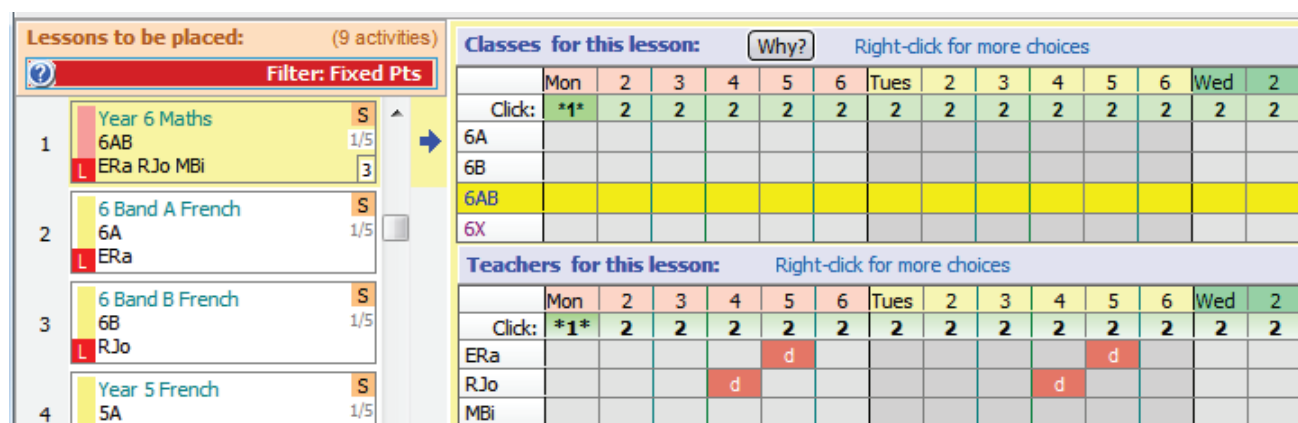 Lessons to be placed: (9 activities)
? Filter: Fixed Pts
1 Year 6 Maths S
6AB 1/5
L ERa RJo MBi 3
2 6 Band A French S
6A 1/5
L ERa
3 6 Band B French S
6B 1/5
L RJo
4 Year 5 French S
5A 1/5
Classes for this lesson: Why? Right-click for more choices
Mon 2 3 4 5 6 Tues 2 3 4 5 6 Wed 2
Click: *1* 2 2 2 2 2 2 2 2 2 2 2 2 2
6A
6B
6AB
6X
Teachers for this lesson: Right-click for more choices
Mon 2 3 4 5 6 Tues 2 3 4 5 6 Wed 2
Click: *1* 2 2 2 2 2 2 2 2 2 2 2 2 2
ERa d d
RJo d d
MBi